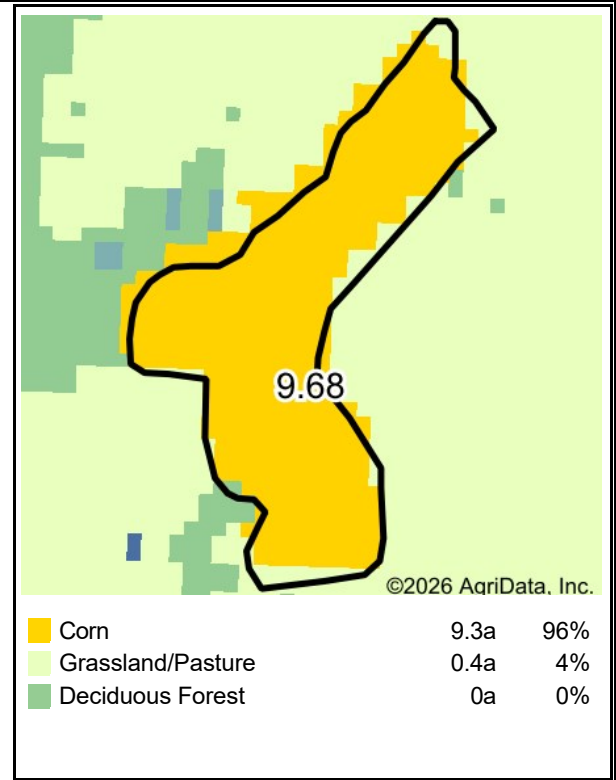 9.68
©2026 AgriData, Inc.
Corn 9.3a 96%
Grassland/Pasture 0.4a 4%
Deciduous Forest 0a 0%